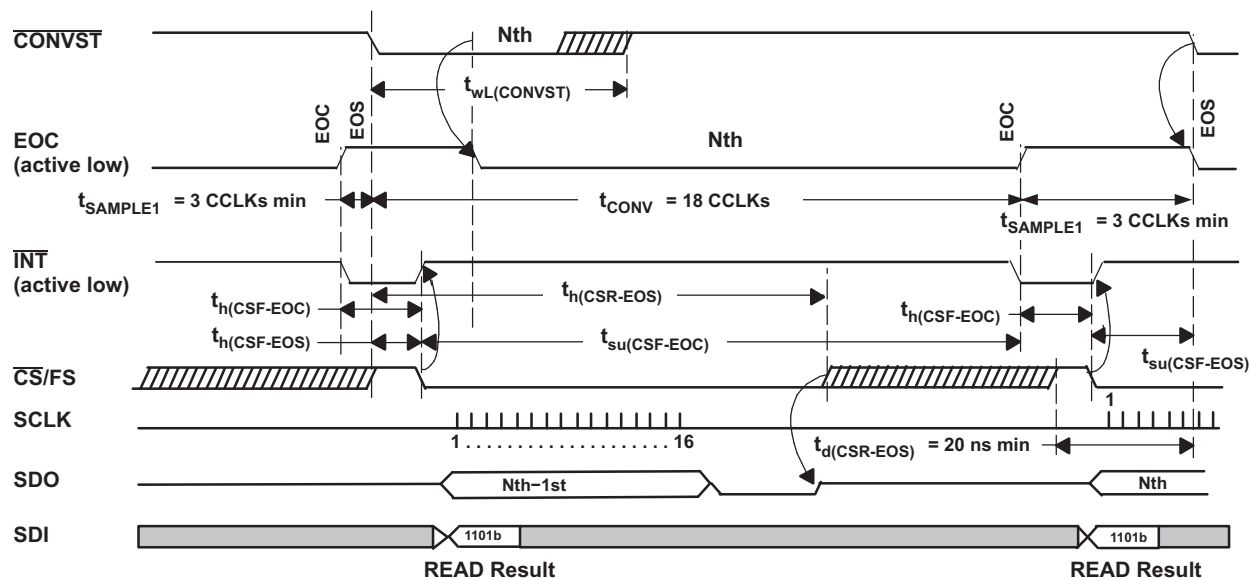 CONVST
Nth
twL(CONVST)
EOC
EOS
EOC
EOS
EOC
(active low)
Nth
tSAMPLE1 = 3 CCLKs min
tCONV = 18 CCLKs
tSAMPLE1 = 3 CCLKs min
INT
(active low)
th(CSF-EOC)
th(CSR-EOS)
th(CSF-EOC)
th(CSF-EOS)
tsu(CSF-EOC)
tsu(CSF-EOS)
CS/FS
1
SCLK
1 . . . . . . . . . . . . . . . . . . . . 16
td(CSR-EOS) = 20 ns min
SDO
Nth−1st
Nth
SDI
1101b
1101b
READ Result
READ Result